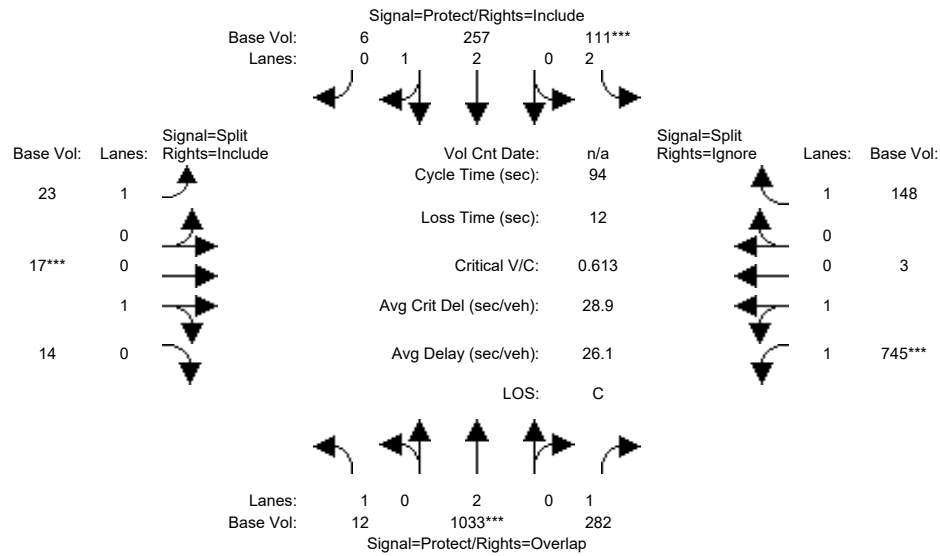 Signal=Protect/Rights=Include
Base Vol: 6 257 111***
Lanes: 0 1 2 0 2
Signal=Split
Rights=Include
Base Vol: Lanes:
Vol Cnt Date: n/a
Signal=Split
Rights=Ignore
Lanes: Base Vol:
Cycle Time (sec): 94
23 1
1 148
Loss Time (sec): 12
0
0
17*** 0
Critical V/C: 0.613
0 3
1
Avg Crit Del (sec/veh): 28.9
1
14 0
Avg Delay (sec/veh): 26.1
1 745***
LOS: C
Lanes: 1 0 2 0 1
Base Vol: 12 1033*** 282
Signal=Protect/Rights=Overlap